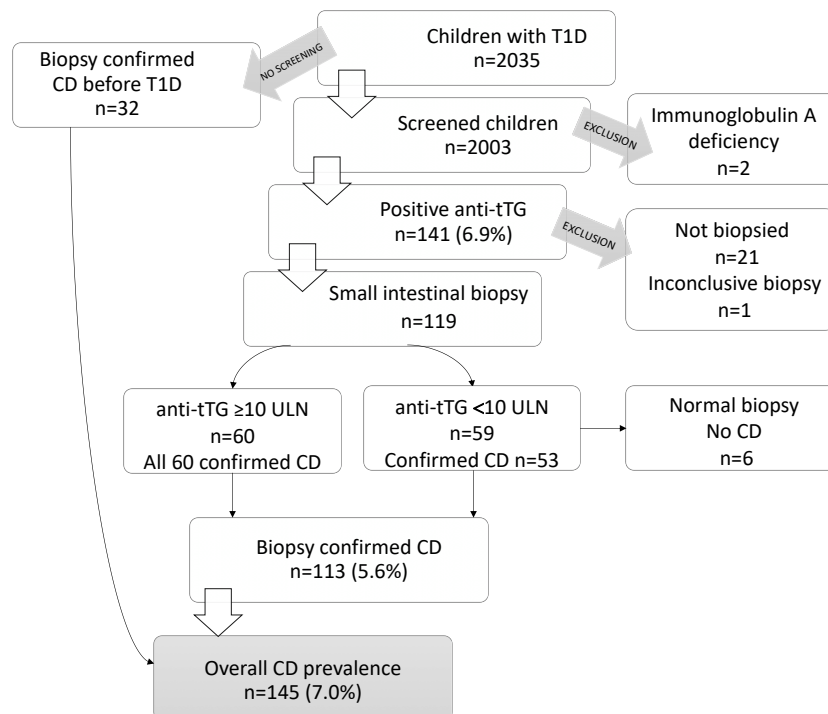 Children with T1D
n=2035
NO SCREENING
Biopsy confirmed
CD before T1D
n=32
Screened children
n=2003
EXCLUSION
Immunoglobulin A
deficiency
n=2
Positive anti-tTG
n=141 (6.9%)
EXCLUSION
Not biopsied
n=21
Inconclusive biopsy
n=1
Small intestinal biopsy
n=119
anti-tTG ≥10 ULN
n=60
All 60 confirmed CD
anti-tTG <10 ULN
n=59
Confirmed CD n=53
Normal biopsy
No CD
n=6
Biopsy confirmed CD
n=113 (5.6%)
Overall CD prevalence
n=145 (7.0%)